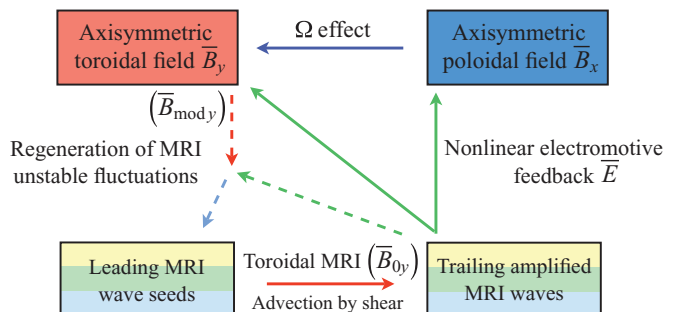 Axisymmetric
toroidal field B̅y
Ω effect
Axisymmetric
poloidal field B̅x
(B̅mod y)
Regeneration of MRI
unstable fluctuations
Nonlinear electromotive
feedback E̅
Leading MRI
wave seeds
Toroidal MRI (B̅0y)
Advection by shear
Trailing amplified
MRI waves